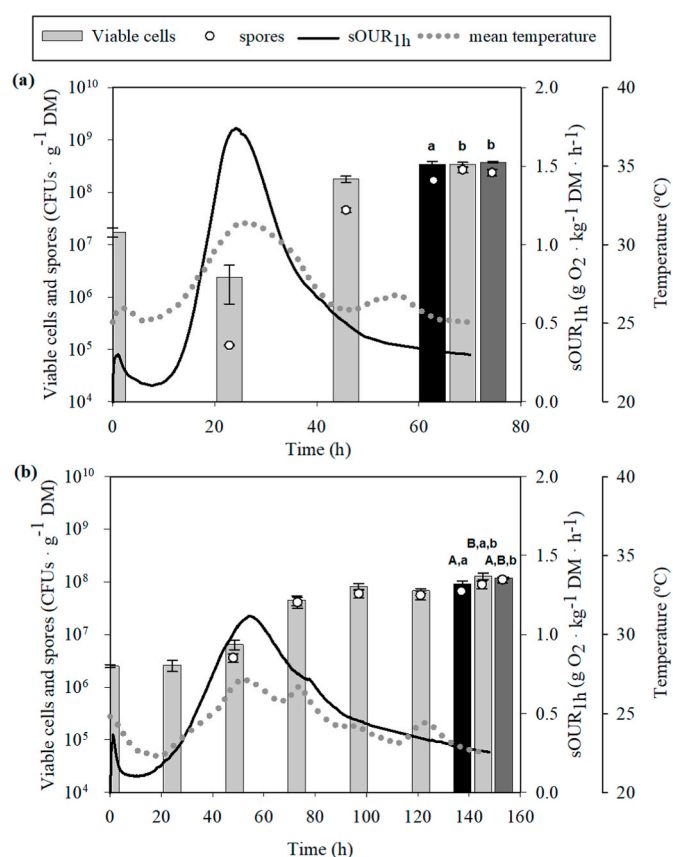 Viable cells spores sOUR1h mean temperature
(a)
Viable cells and spores (CFUs · g-1 DM)
10^10
10^9
10^8
10^7
10^6
10^5
10^4
a b b
2.0
1.5
1.0
0.5
0.0
sOUR1h (g O2 · kg-1 DM · h-1)
40
35
30
25
20
Temperature (ºC)
0 20 40 60 80
Time (h)
(b)
Viable cells and spores (CFUs · g-1 DM)
10^10
10^9
10^8
10^7
10^6
10^5
10^4
B,a,b
A,a A,B,b
2.0
1.5
1.0
0.5
0.0
sOUR1h (g O2 · kg-1 DM · h-1)
40
35
30
25
20
Temperature (ºC)
0 20 40 60 80 100 120 140 160
Time (h)